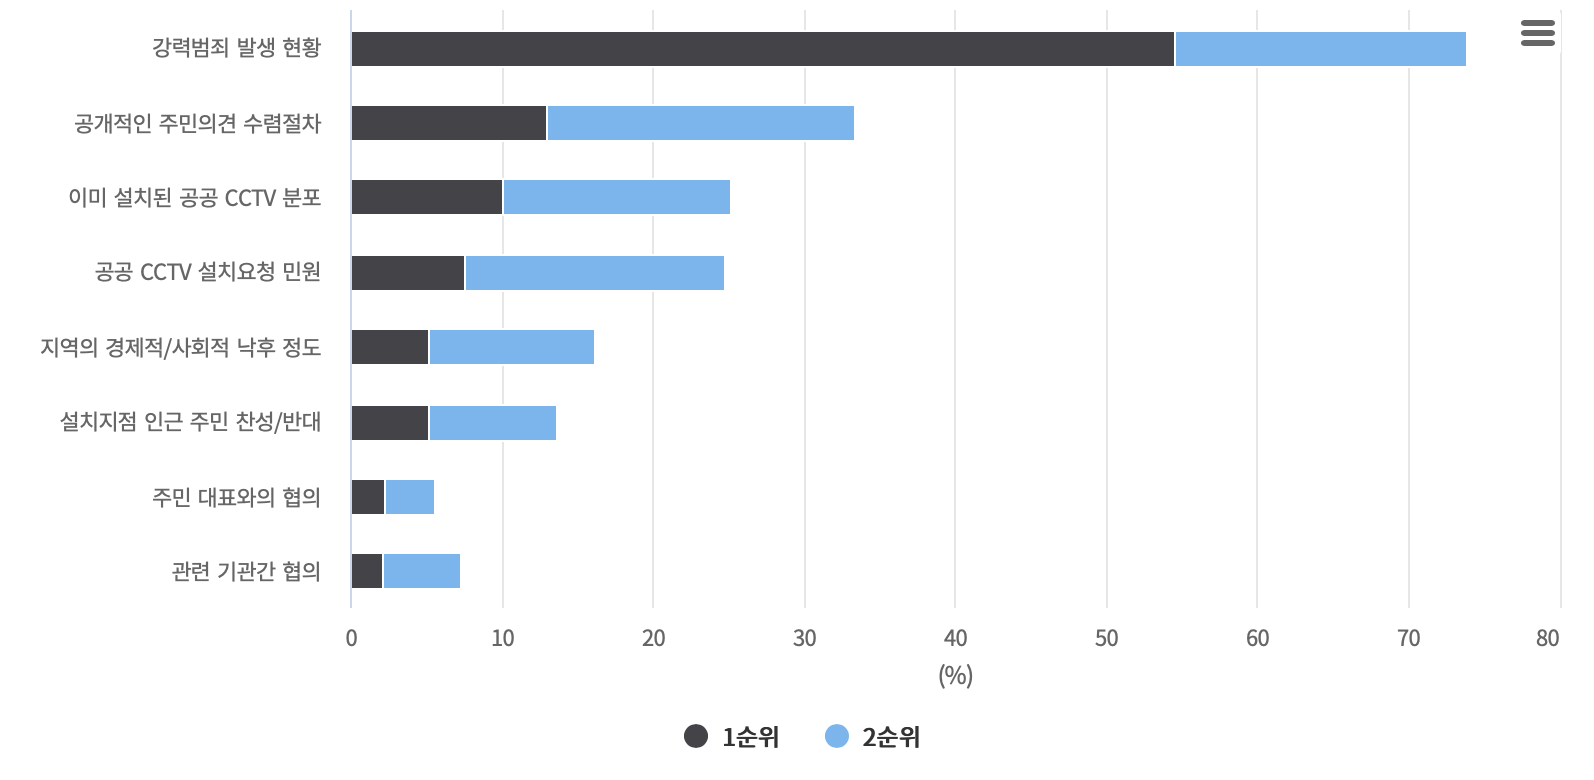 강력범죄 발생 현황
공개적인 주민의견 수렴절차
이미 설치된 공공 CCTV 분포
공공 CCTV 설치요청 민원
지역의 경제적/사회적 낙후 정도
설치지점 인근 주민 찬성/반대
주민 대표와의 협의
관련 기관간 협의
0 10 20 30 40 50 60 70 80
(%)
1순위 2순위